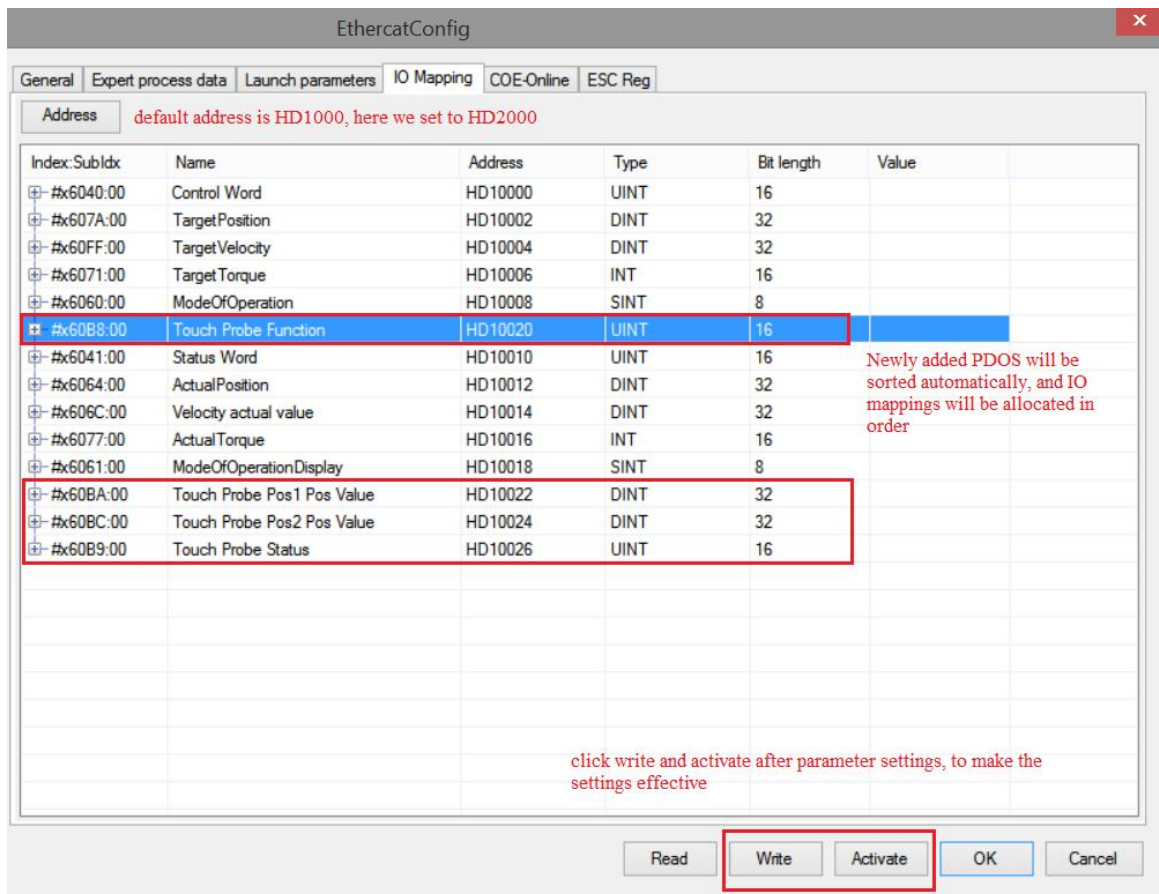 EthercatConfig
General Expert process data Launch parameters IO Mapping COE-Online ESC Reg
Address default address is HD1000, here we set to HD2000
Index:SubIdx Name Address Type Bit length Value
#x6040:00 Control Word HD10000 UINT 16
#x607A:00 TargetPosition HD10002 DINT 32
#x60FF:00 TargetVelocity HD10004 DINT 32
#x6071:00 TargetTorque HD10006 INT 16
#x6060:00 ModeOfOperation HD10008 SINT 8
#x60B8:00 Touch Probe Function HD10020 UINT 16
#x6041:00 Status Word HD10010 UINT 16
#x6064:00 ActualPosition HD10012 DINT 32
#x606C:00 Velocity actual value HD10014 DINT 32
#x6077:00 ActualTorque HD10016 INT 16
#x6061:00 ModeOfOperationDisplay HD10018 SINT 8
#x60BA:00 Touch Probe Pos1 Pos Value HD10022 DINT 32
#x60BC:00 Touch Probe Pos2 Pos Value HD10024 DINT 32
#x60B9:00 Touch Probe Status HD10026 UINT 16
Newly added PDOS will be
sorted automatically, and IO
mappings will be allocated in
order
click write and activate after parameter settings, to make the
settings effective
Read Write Activate OK Cancel